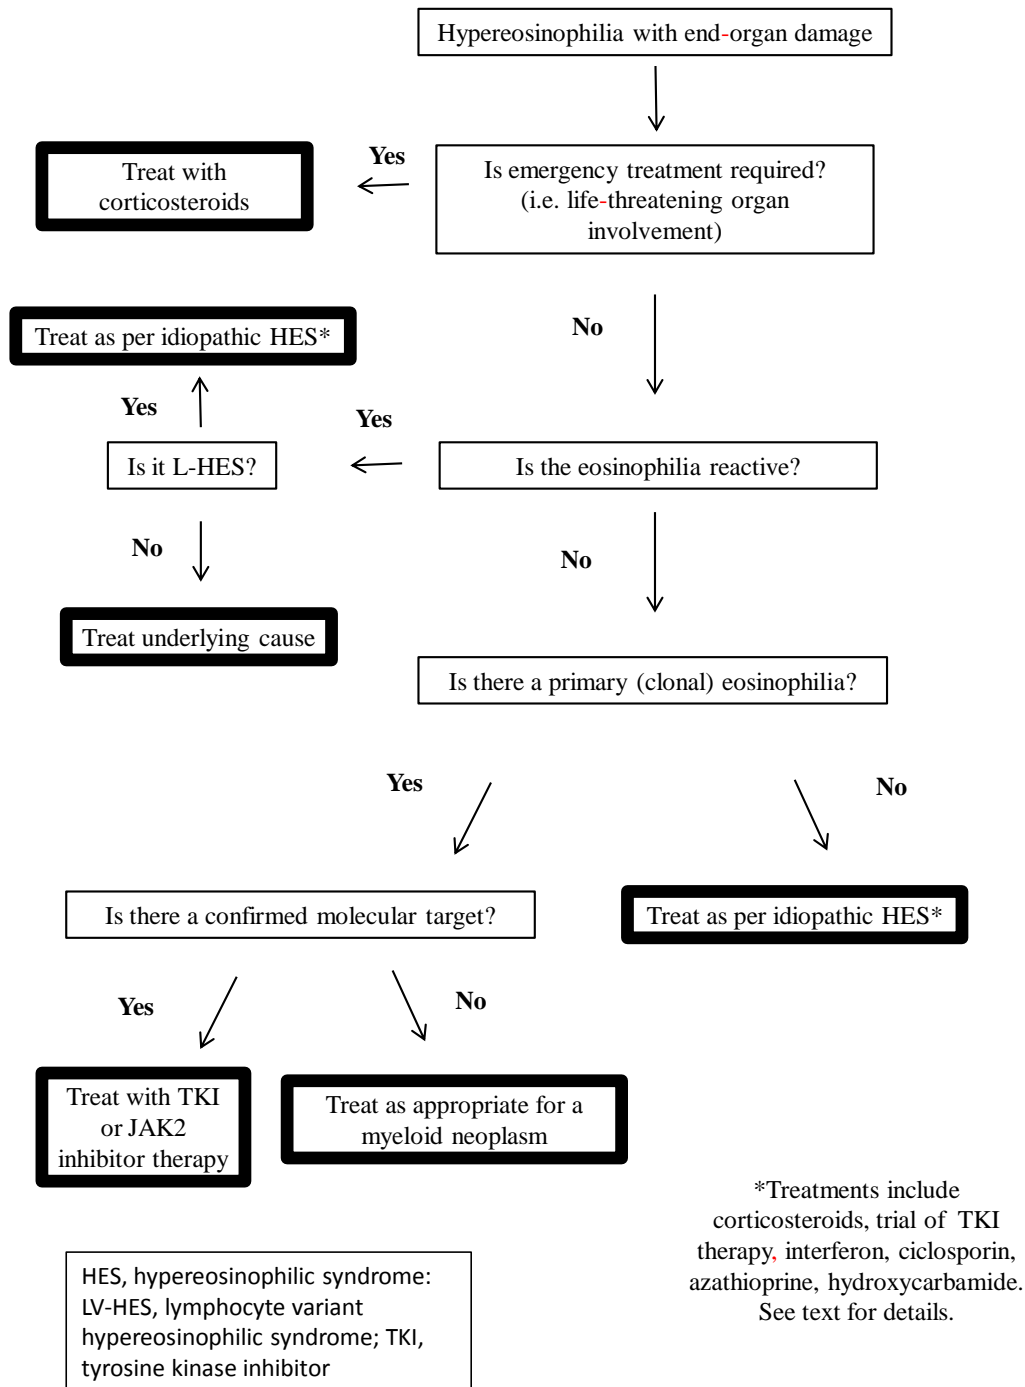 Hypereosinophilia with end-organ damage
Yes
Treat with
corticosteroids
Is emergency treatment required?
(i.e. life-threatening organ
involvement)
No
Treat as per idiopathic HES*
Yes
Yes
Is it L-HES?
Is the eosinophilia reactive?
No
No
Treat underlying cause
Is there a primary (clonal) eosinophilia?
Yes
No
Is there a confirmed molecular target?
Treat as per idiopathic HES*
Yes
No
Treat with TKI
or JAK2
inhibitor therapy
Treat as appropriate for a
myeloid neoplasm
*Treatments include
corticosteroids, trial of TKI
therapy, interferon, ciclosporin,
azathioprine, hydroxycarbamide.
See text for details.
HES, hypereosinophilic syndrome:
LV-HES, lymphocyte variant
hypereosinophilic syndrome; TKI,
tyrosine kinase inhibitor